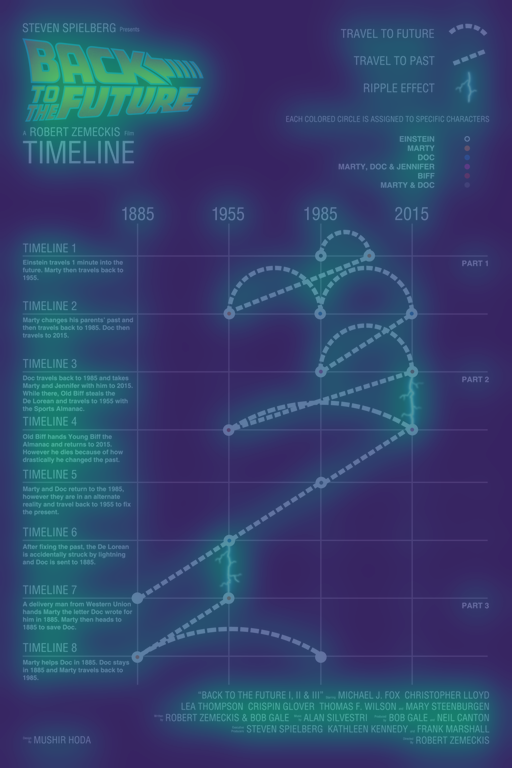 STEVEN SPIELBERG Presents
BACK
TO THE FUTURE
A ROBERT ZEMECKIS Film
TIMELINE
TRAVEL TO FUTURE
TRAVEL TO PAST
RIPPLE EFFECT
EACH COLORED CIRCLE IS ASSIGNED TO SPECIFIC CHARACTERS
EINSTEIN
MARTY
DOC
MARTY, DOC & JENNIFER
BIFF
MARTY & DOC
1885 1955 1985 2015
TIMELINE 1
Einstein travels 1 minute into the
future. Marty then travels back to
1955.
PART 1
TIMELINE 2
Marty changes his parents' past and
then travels back to 1985. Doc then
travels to 2015.
TIMELINE 3
Doc travels back to 1985 and takes
Marty and Jennifer with him to 2015.
While there, Old Biff steals the
De Lorean and travels to 1955 with
the Sports Almanac.
PART 2
TIMELINE 4
Old Biff hands Young Biff the
Almanac and returns to 2015.
However he dies because of how
drastically he changed the past.
TIMELINE 5
Marty and Doc return to the 1985,
however they are in an alternate
reality and travel back to 1955 to fix
the present.
TIMELINE 6
After fixing the past, the De Lorean
is accidentally struck by lightning
and Doc is sent to 1885.
TIMELINE 7
A delivery man from Western Union
hands Marty the letter Doc wrote for
him in 1885. Marty then heads to
1885 to save Doc.
PART 3
TIMELINE 8
Marty helps Doc in 1885. Doc stays
in 1885 and Marty travels back to
1985.
"BACK TO THE FUTURE I, II & III" MICHAEL J. FOX CHRISTOPHER LLOYD
LEA THOMPSON CRISPIN GLOVER THOMAS F. WILSON MARY STEENBURGEN
ROBERT ZEMECKIS & BOB GALE ALAN SILVESTRI BOB GALE NEIL CANTON
STEVEN SPIELBERG KATHLEEN KENNEDY FRANK MARSHALL
ROBERT ZEMECKIS
MUSHIR HODA